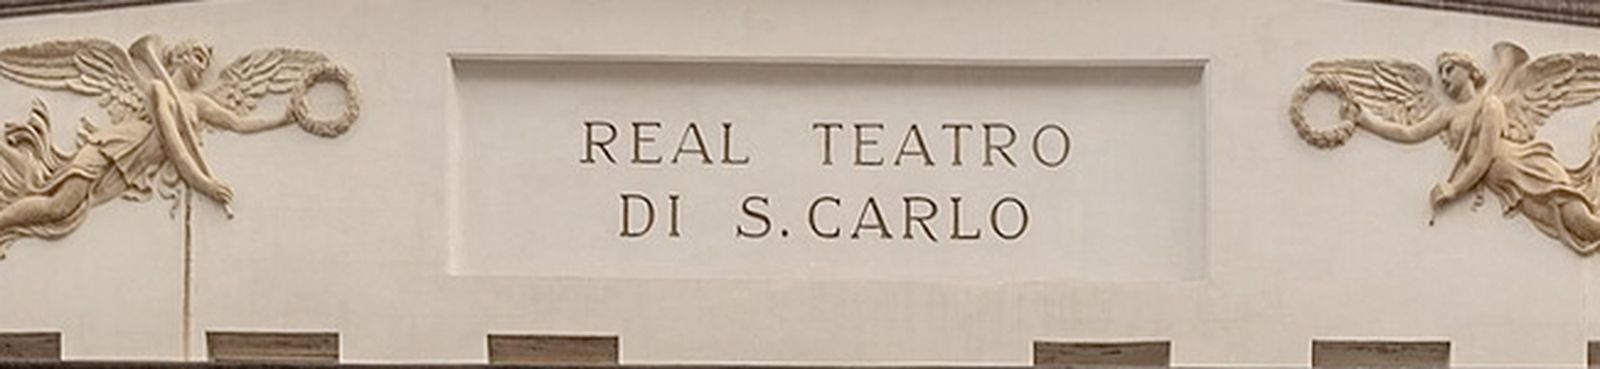 REAL TEATRO
DI S. CARLO